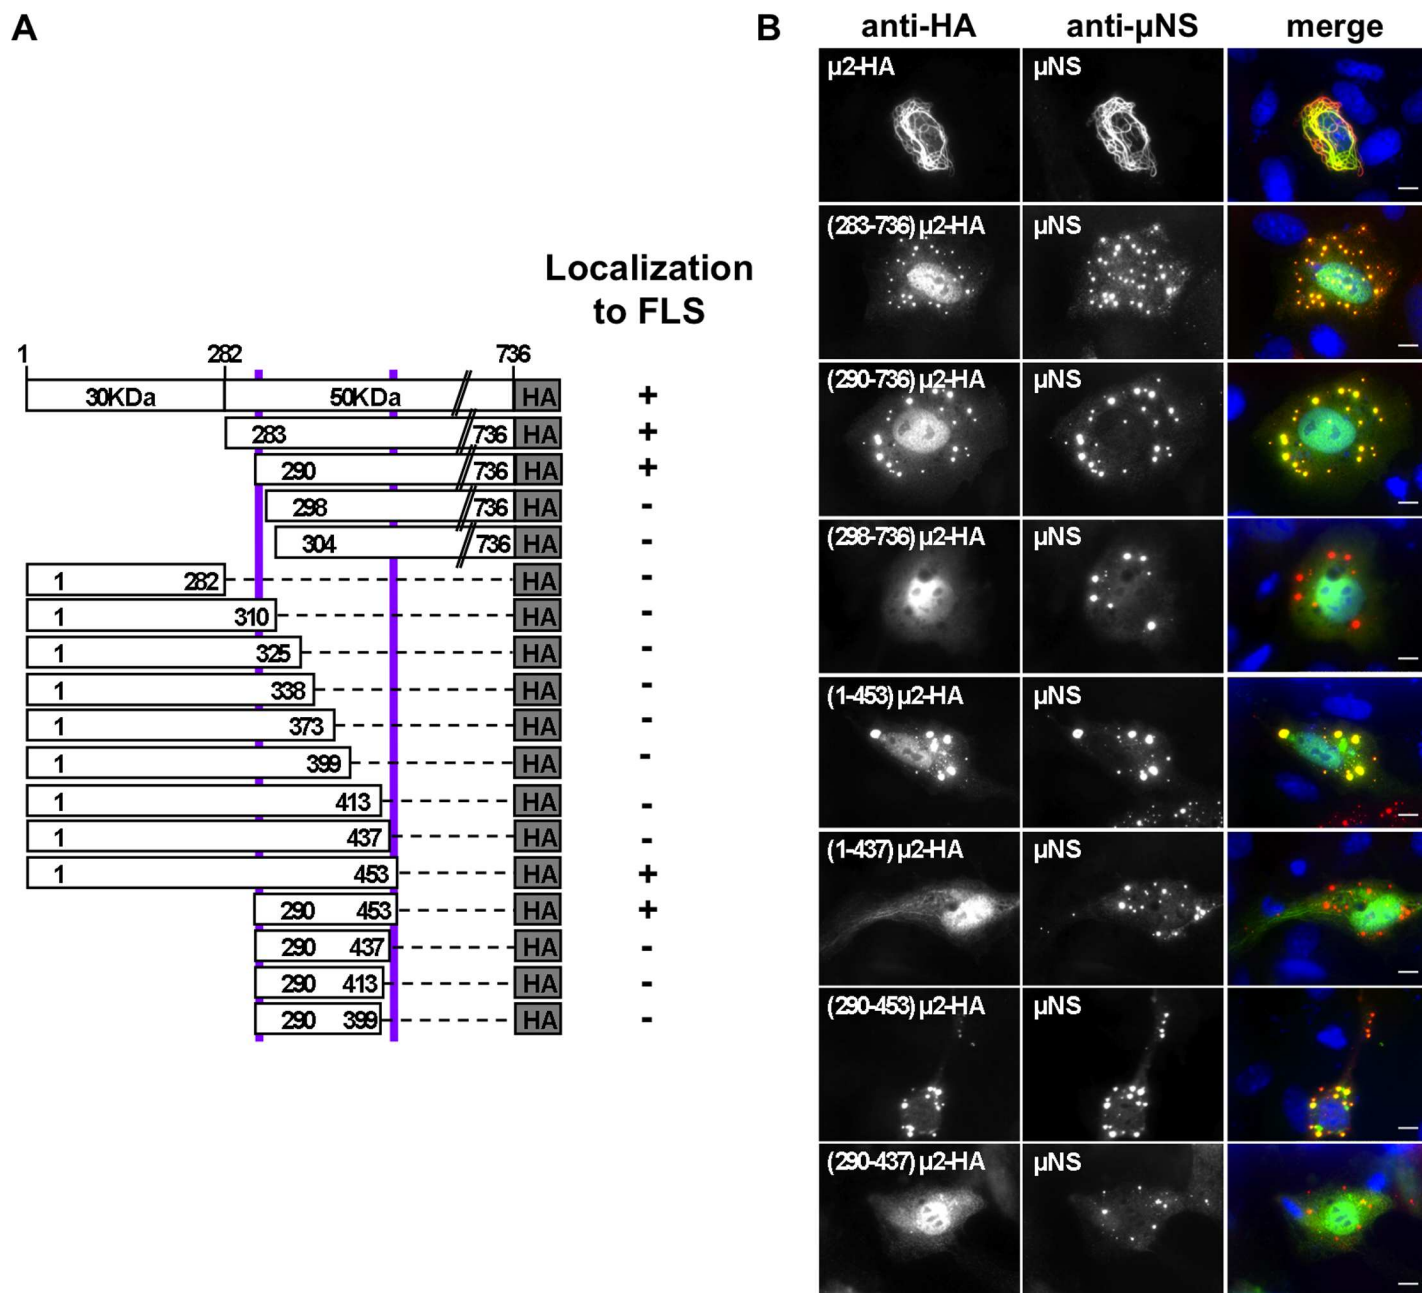 A
Localization
to FLS
1 282 736
30KDa 50KDa HA +
283 736 HA +
290 736 HA +
298 736 HA -
304 736 HA -
1 282 HA -
1 310 HA -
1 325 HA -
1 338 HA -
1 373 HA -
1 399 HA -
1 413 HA -
1 437 HA -
1 453 HA +
290 453 HA +
290 437 HA -
290 413 HA -
290 399 HA -
B
anti-HA anti-µNS merge
µ2-HA µNS
(283-736) µ2-HA µNS
(290-736) µ2-HA µNS
(298-736) µ2-HA µNS
(1-453) µ2-HA µNS
(1-437) µ2-HA µNS
(290-453) µ2-HA µNS
(290-437) µ2-HA µNS